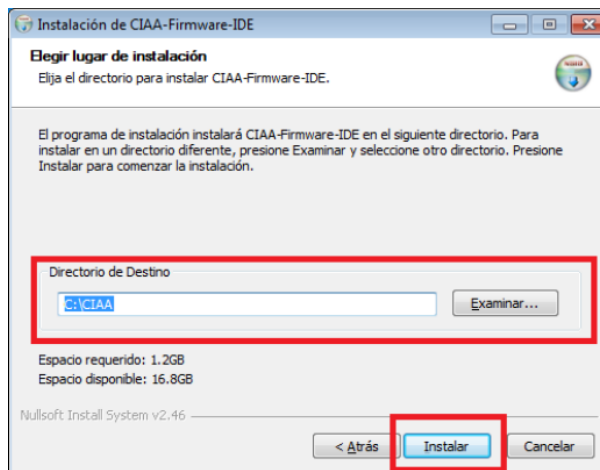 Instalación de CIAA-Firmware-IDE
Elegir lugar de instalación
Elija el directorio para instalar CIAA-Firmware-IDE.
El programa de instalación instalará CIAA-Firmware-IDE en el siguiente directorio. Para
instalar en un directorio diferente, presione Examinar y seleccione otro directorio. Presione
Instalar para comenzar la instalación.
Directorio de Destino
C:\CIAA
Examinar...
Espacio requerido: 1.2GB
Espacio disponible: 16.8GB
Nullsoft Install System v2.46
< Atrás Instalar Cancelar